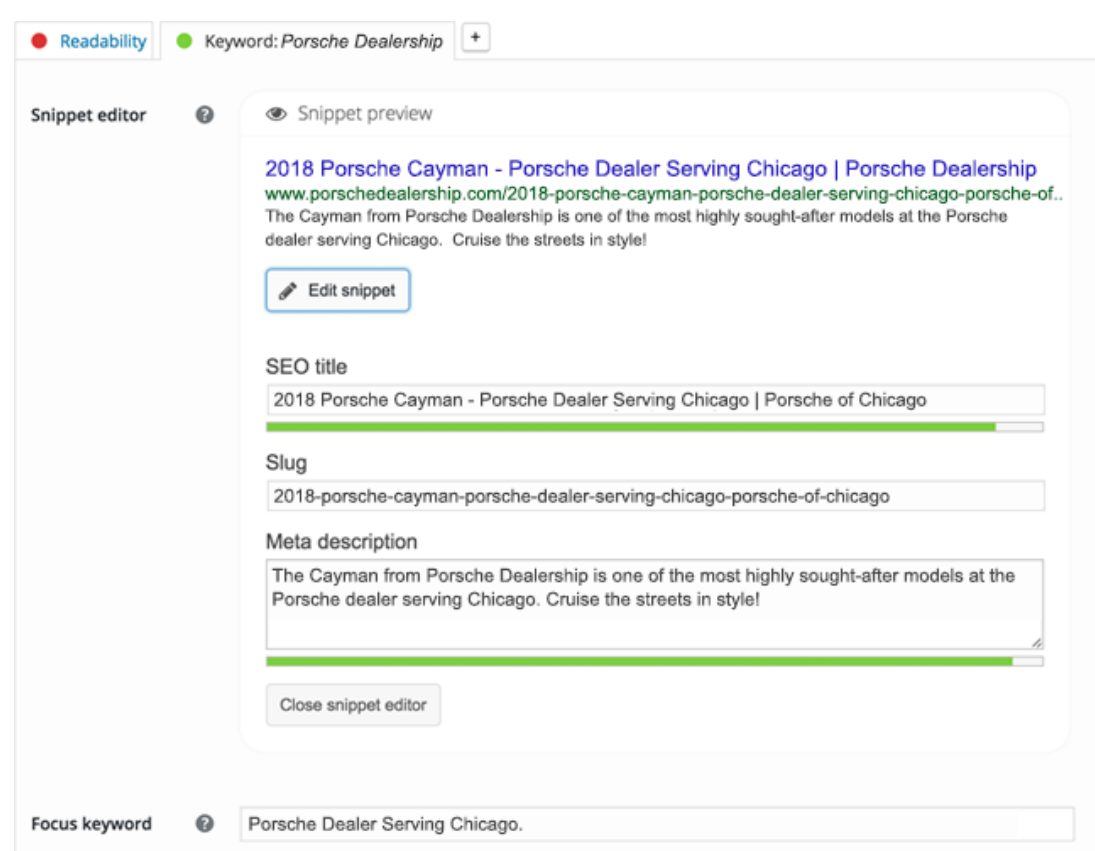 Readability
Keyword: Porsche Dealership
+
Snippet editor
?
Snippet preview
2018 Porsche Cayman - Porsche Dealer Serving Chicago | Porsche Dealership
www.porschedealership.com/2018-porsche-cayman-porsche-dealer-serving-chicago-porsche-of..
The Cayman from Porsche Dealership is one of the most highly sought-after models at the Porsche
dealer serving Chicago. Cruise the streets in style!
Edit snippet
SEO title
2018 Porsche Cayman - Porsche Dealer Serving Chicago | Porsche of Chicago
Slug
2018-porsche-cayman-porsche-dealer-serving-chicago-porsche-of-chicago
Meta description
The Cayman from Porsche Dealership is one of the most highly sought-after models at the
Porsche dealer serving Chicago. Cruise the streets in style!
Close snippet editor
Focus keyword
?
Porsche Dealer Serving Chicago.